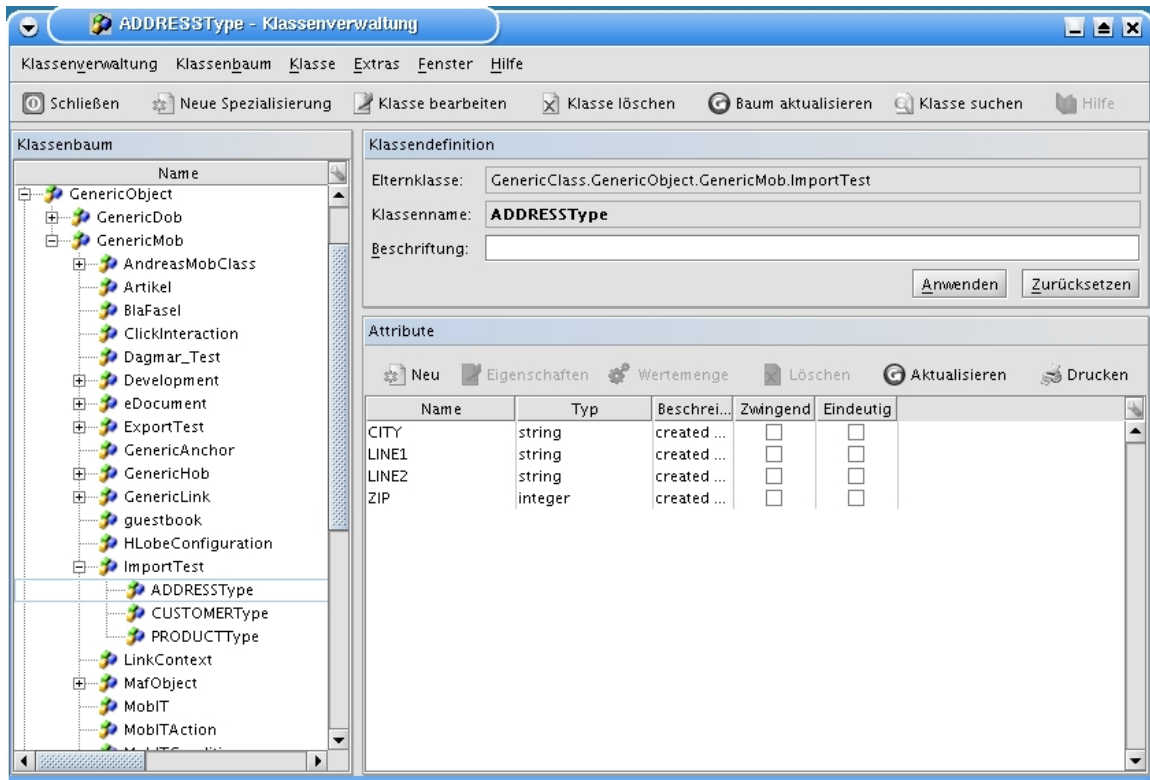 ADDRESSType - Klassenverwaltung
Klassenverwaltung Klassenbaum Klasse Extras Fenster Hilfe
Schließen Neue Spezialisierung Klasse bearbeiten Klasse löschen Baum aktualisieren Klasse suchen Hilfe
Klassenbaum
Name
GenericObject
GenericDob
GenericMob
AndreasMobClass
Artikel
BlaFasel
ClickInteraction
Dagmar_Test
Development
eDocument
ExportTest
GenericAnchor
GenericHob
GenericLink
guestbook
HLobeConfiguration
ImportTest
ADDRESSType
CUSTOMERType
PRODUCTType
LinkContext
MafObject
MobIT
MobITAction
Klassendefinition
Elternklasse: GenericClass.GenericObject.GenericMob.ImportTest
Klassenname: ADDRESSType
Beschriftung:
Anwenden Zurücksetzen
Attribute
Neu Eigenschaften Wertemenge Löschen Aktualisieren Drucken
Name Typ Beschrei... Zwingend Eindeutig
CITY string created ...
LINE1 string created ...
LINE2 string created ...
ZIP integer created ...